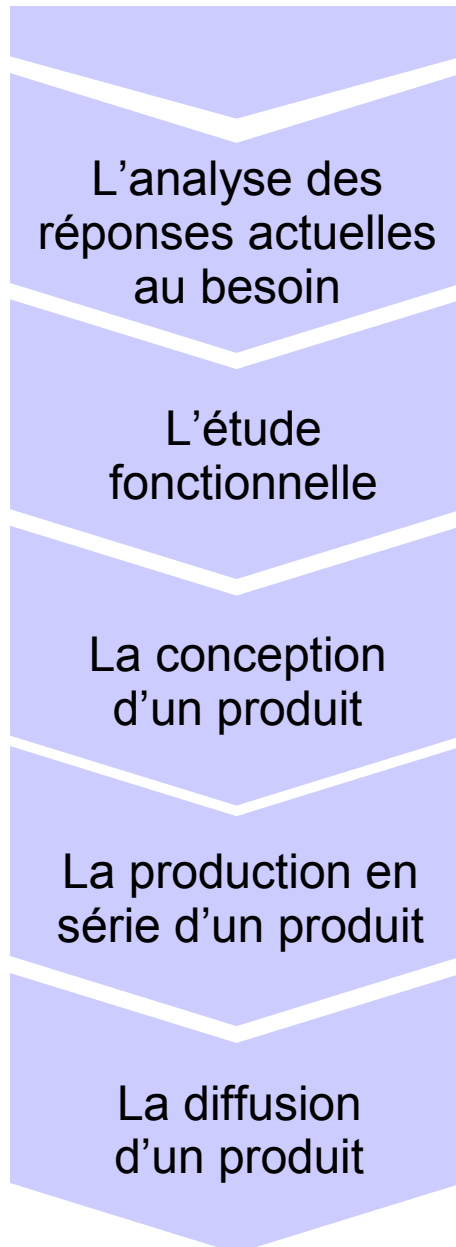 L’analyse des
réponses actuelles
au besoin
L’étude
fonctionnelle
La conception
d’un produit
La production en
série d’un produit
La diffusion
d’un produit